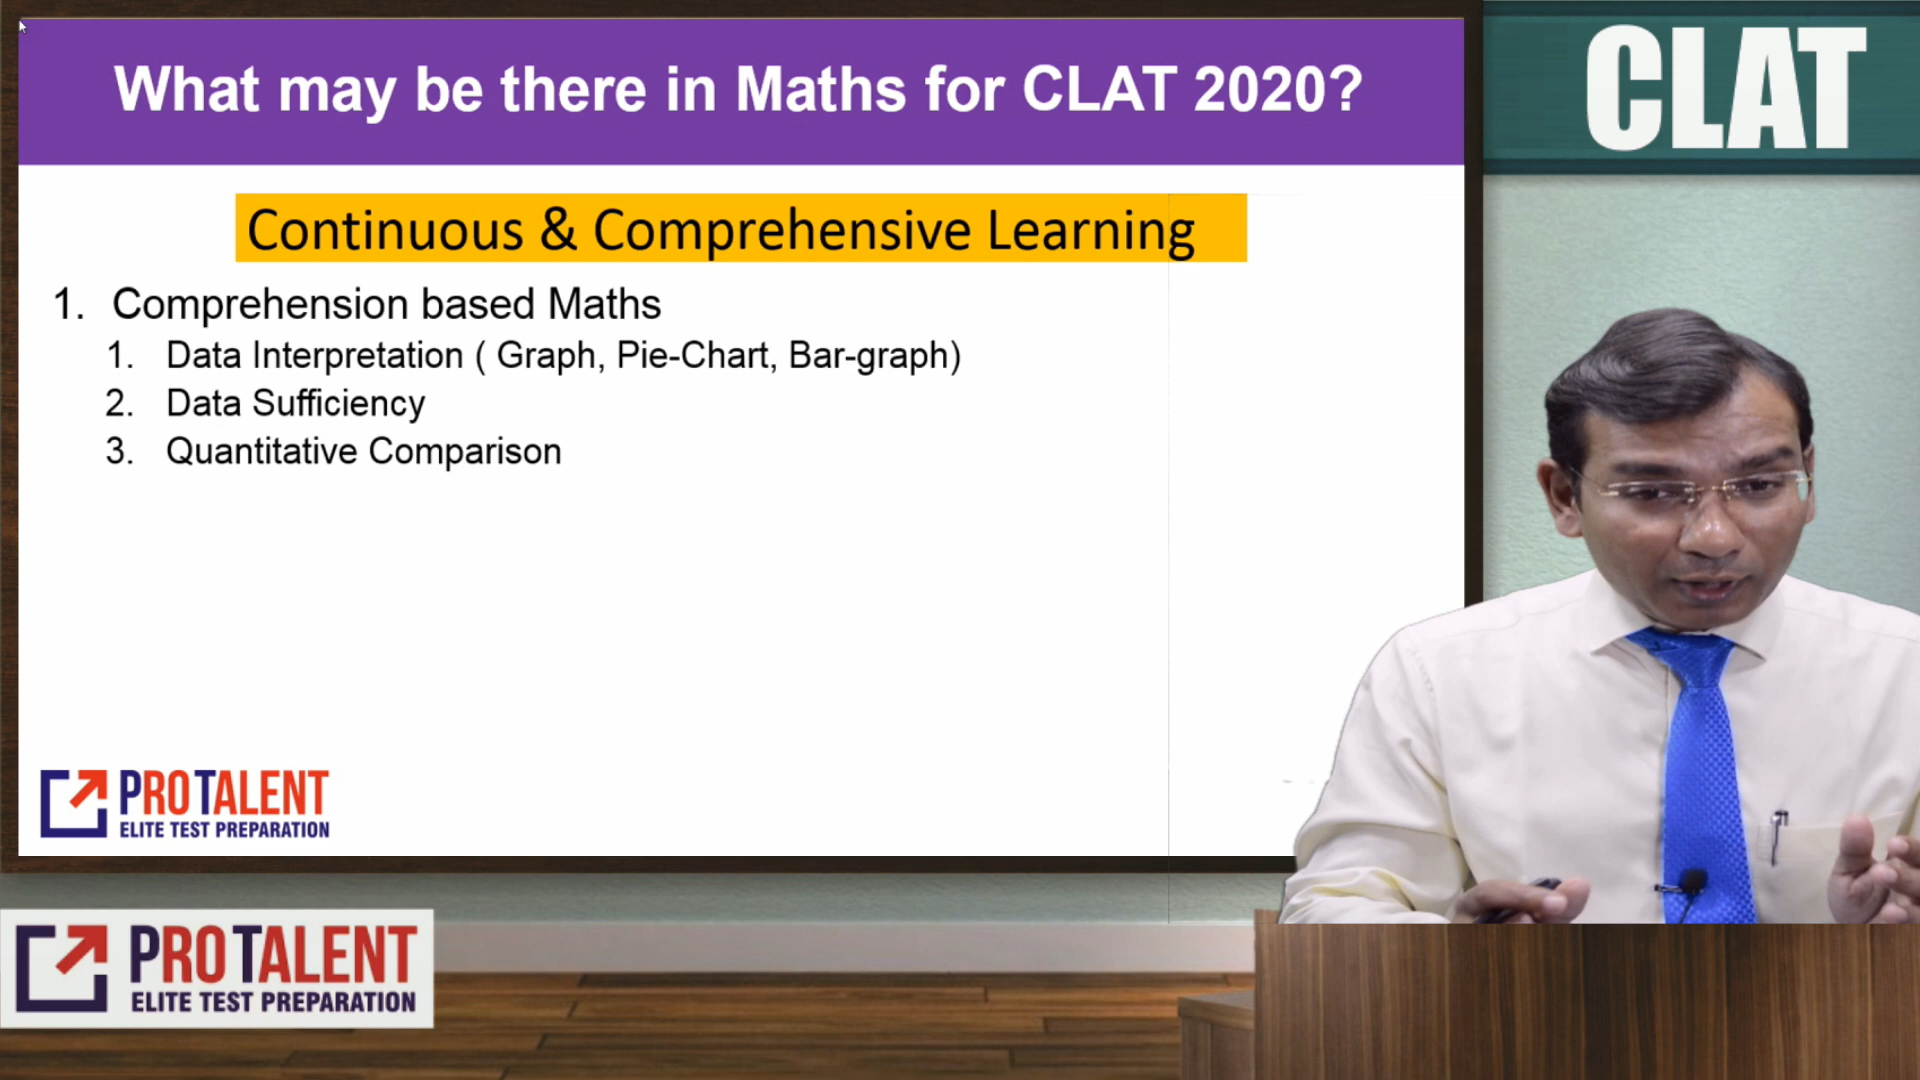 What may be there in Maths for CLAT 2020?
CLAT
Continuous & Comprehensive Learning
1. Comprehension based Maths
1. Data Interpretation ( Graph, Pie-Chart, Bar-graph)
2. Data Sufficiency
3. Quantitative Comparison
PROTALENT
ELITE TEST PREPARATION
PROTALENT
ELITE TEST PREPARATION